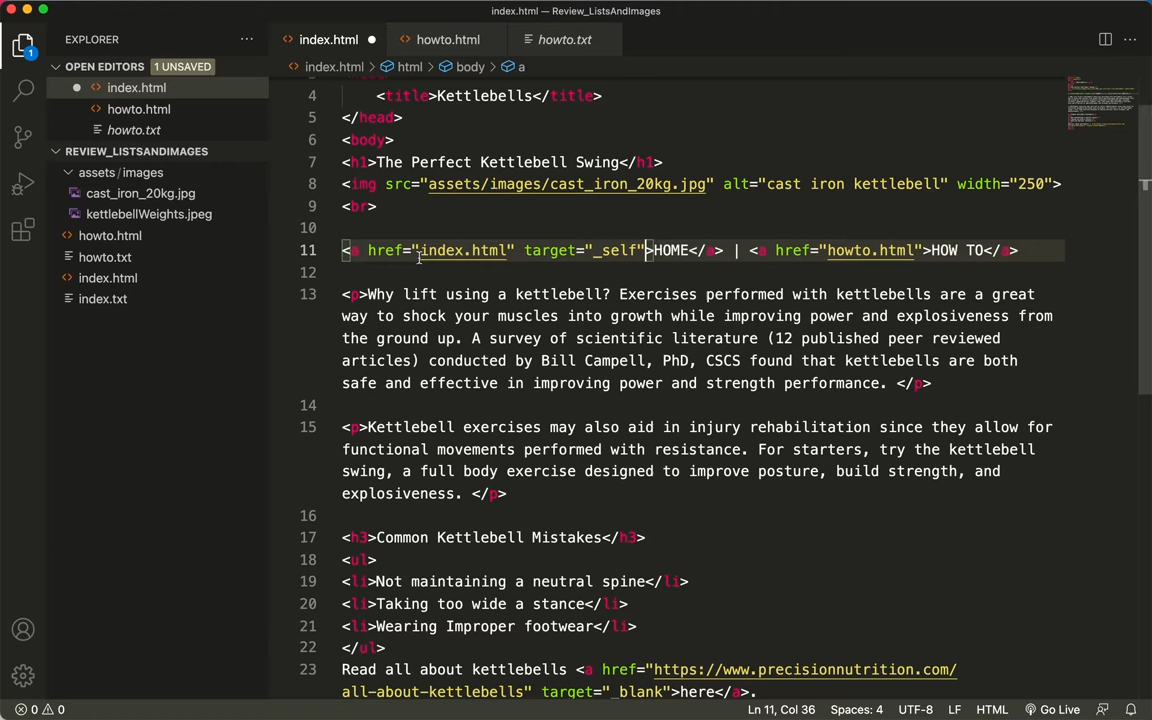 index.html — Review_ListsAndImages
EXPLORER
OPEN EDITORS 1 UNSAVED
index.html
howto.html
howto.txt
REVIEW_LISTSANDIMAGES
assets/images
cast_iron_20kg.jpg
kettlebellWeights.jpeg
howto.html
howto.txt
index.html
index.txt
1
index.html howto.html howto.txt
index.html > html > body > a
4 <title>Kettlebells</title>
5 </head>
6 <body>
7 <h1>The Perfect Kettlebell Swing</h1>
8 <img src="assets/images/cast_iron_20kg.jpg" alt="cast iron kettlebell" width="250">
9 <br>
10
11 <a href="index.html" target="_self">HOME</a> | <a href="howto.html">HOW TO</a>
12
13 <p>Why lift using a kettlebell? Exercises performed with kettlebells are a great
way to shock your muscles into growth while improving power and explosiveness from
the ground up. A survey of scientific literature (12 published peer reviewed
articles) conducted by Bill Campell, PhD, CSCS found that kettlebells are both
safe and effective in improving power and strength performance. </p>
14
15 <p>Kettlebell exercises may also aid in injury rehabilitation since they allow for
functional movements performed with resistance. For starters, try the kettlebell
swing, a full body exercise designed to improve posture, build strength, and
explosiveness. </p>
16
17 <h3>Common Kettlebell Mistakes</h3>
18 <ul>
19 <li>Not maintaining a neutral spine</li>
20 <li>Taking too wide a stance</li>
21 <li>Wearing Improper footwear</li>
22 </ul>
23 Read all about kettlebells <a href="https://www.precisionnutrition.com/
all-about-kettlebells" target="_blank">here</a>.
0 0 Ln 11, Col 36 Spaces: 4 UTF-8 LF HTML Go Live